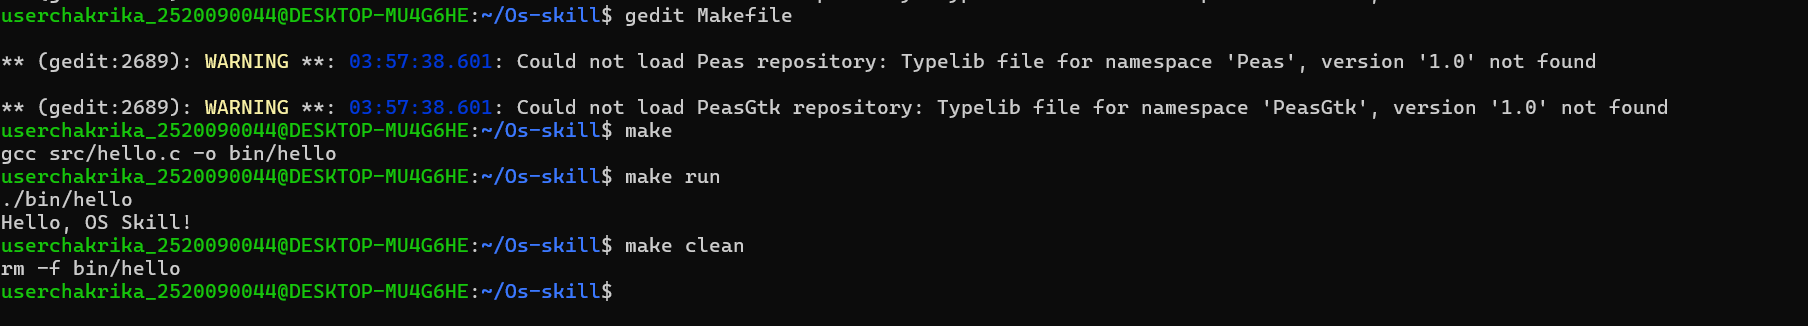 userchakrika_2520090044@DESKTOP-MU4G6HE:~/Os-skill$ gedit Makefile
** (gedit:2689): WARNING **: 03:57:38.601: Could not load Peas repository: Typelib file for namespace 'Peas', version '1.0' not found
** (gedit:2689): WARNING **: 03:57:38.601: Could not load PeasGtk repository: Typelib file for namespace 'PeasGtk', version '1.0' not found
userchakrika_2520090044@DESKTOP-MU4G6HE:~/Os-skill$ make
gcc src/hello.c -o bin/hello
userchakrika_2520090044@DESKTOP-MU4G6HE:~/Os-skill$ make run
./bin/hello
Hello, OS Skill!
userchakrika_2520090044@DESKTOP-MU4G6HE:~/Os-skill$ make clean
rm -f bin/hello
userchakrika_2520090044@DESKTOP-MU4G6HE:~/Os-skill$